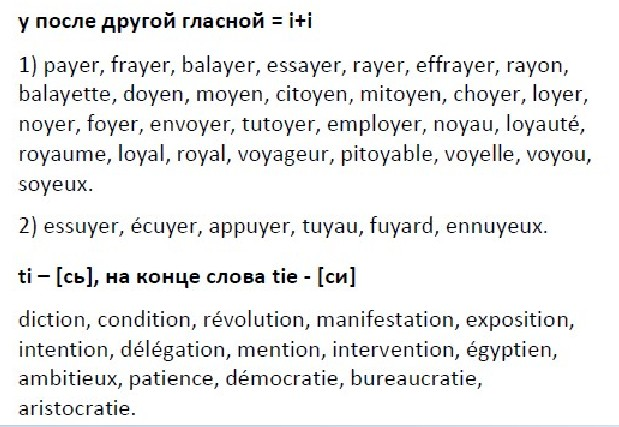 y после другой гласной = i+i
1) payer, frayer, balayer, essayer, rayer, effrayer, rayon,
balayette, doyen, moyen, citoyen, mitoyen, choyer, loyer,
noyer, foyer, envoyer, tutoyer, employer, noyau, loyauté,
royaume, loyal, royal, voyageur, pitoyable, voyelle, voyou,
soyeux.
2) essuyer, écuyer, appuyer, tuyau, fuyard, ennuyeux.
ti – [сь], на конце слова tie - [си]
diction, condition, révolution, manifestation, exposition,
intention, délégation, mention, intervention, égyptien,
ambitieux, patience, démocratie, bureaucratie,
aristocratie.